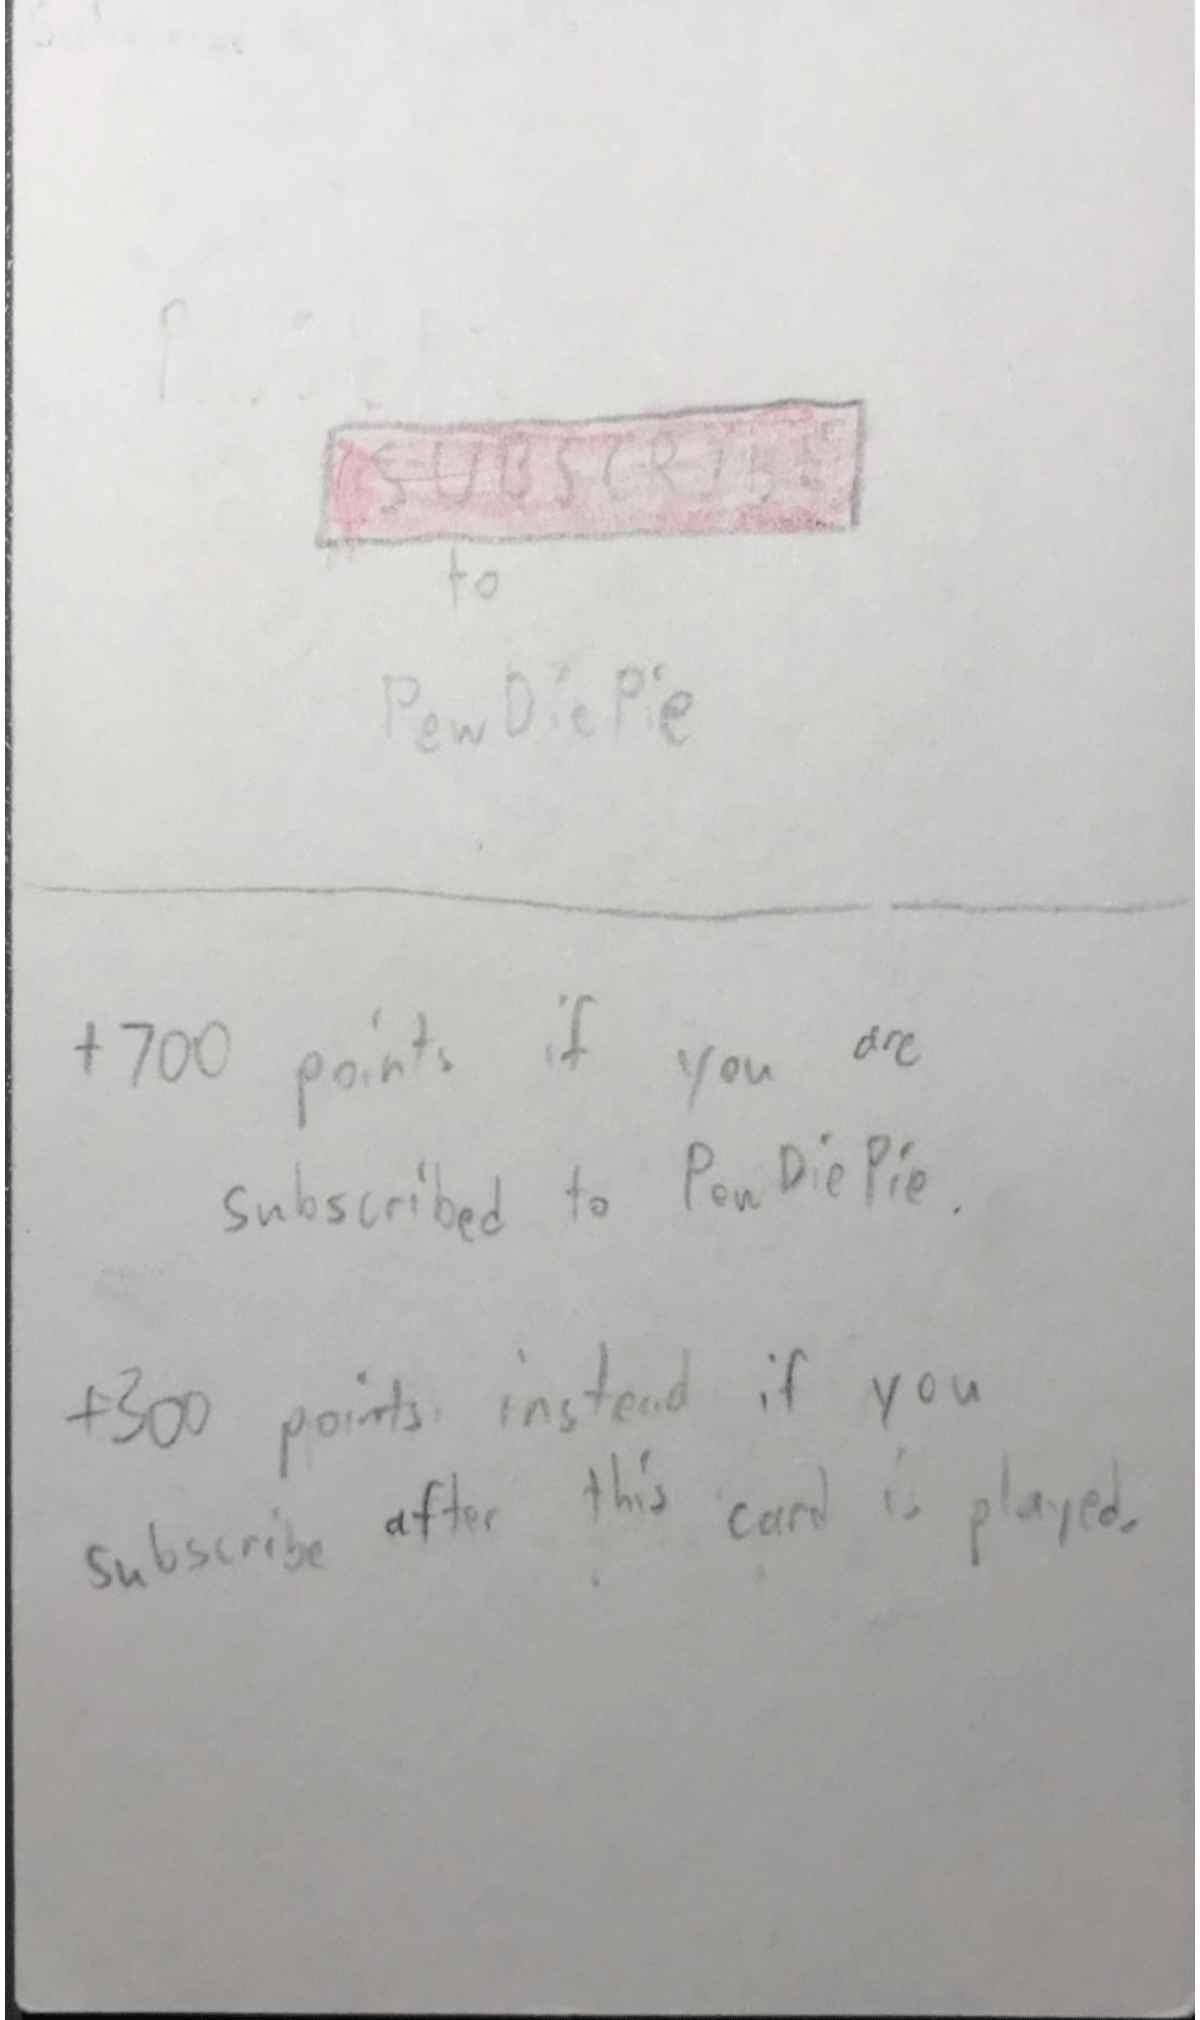 SUBSCRIBE
to
PewDiePie
+700 points if you are
subscribed to PewDiePie.
+300 points instead if you
subscribe after this card is played.